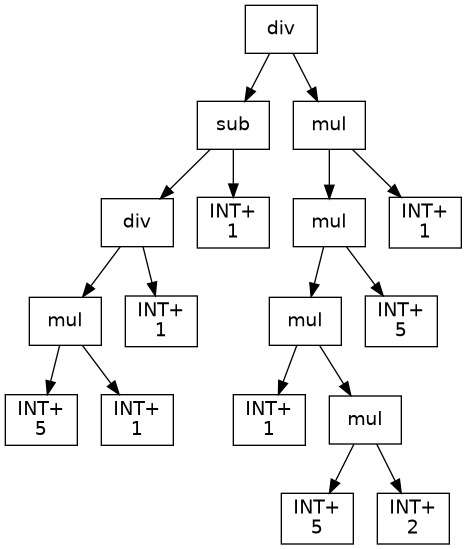 div
sub
mul
div
INT+
1
mul
INT+
1
mul
INT+
1
mul
INT+
5
INT+
5
INT+
1
INT+
1
mul
INT+
5
INT+
2